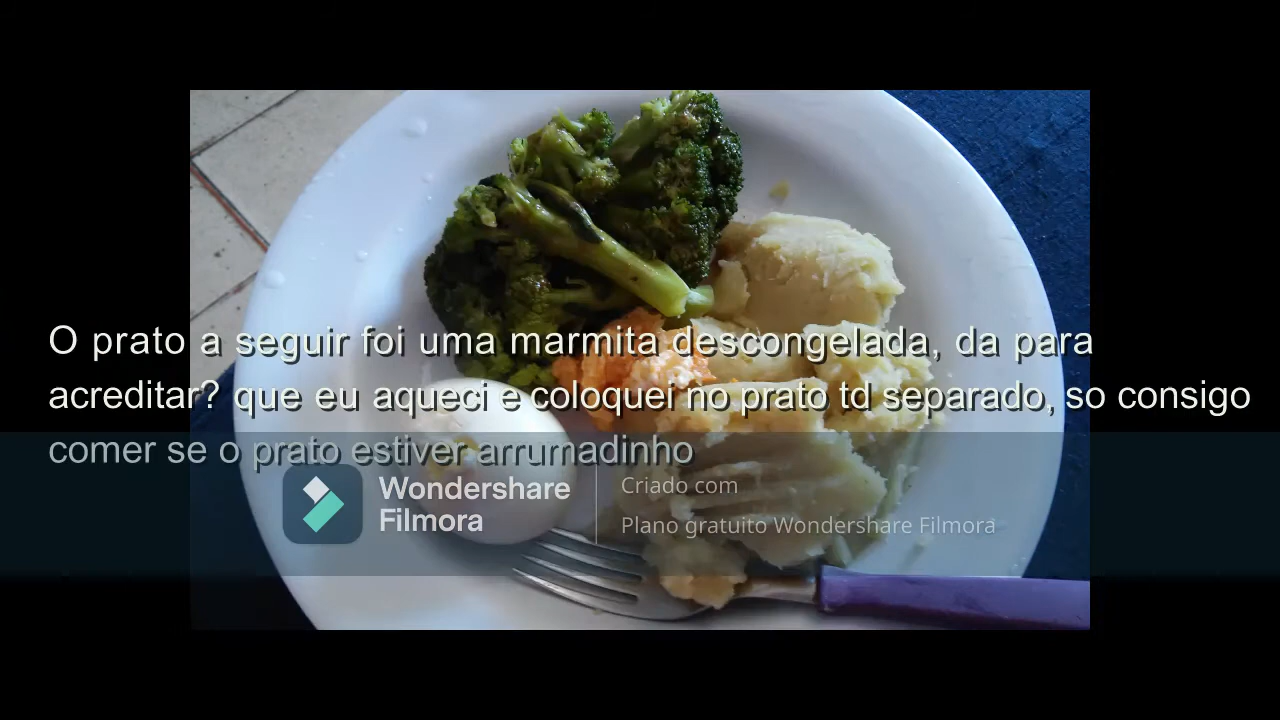 O prato a seguir foi uma marmita descongelada, da para
acreditar? que eu aqueci e coloquei no prato td separado, so consigo
comer se o prato estiver arrumadinho
Wondershare
Filmora
Criado com
Plano gratuito Wondershare Filmora